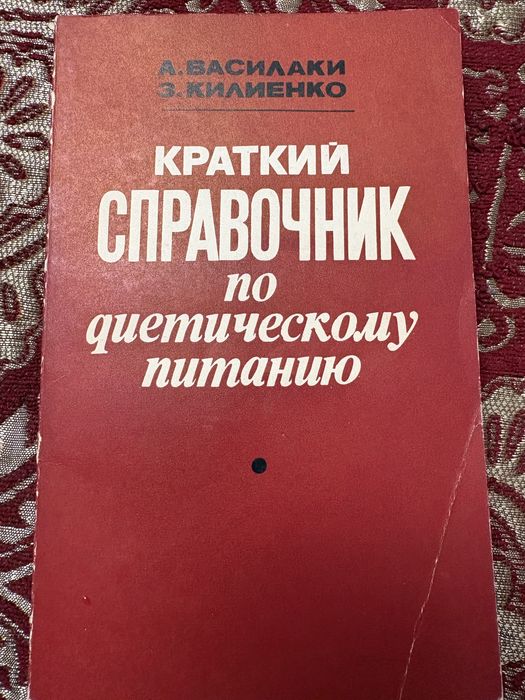 А. ВАСИЛАКИ
З. КИЛИЕНКО
КРАТКИЙ
СПРАВОЧНИК
по
диетическому
питанию